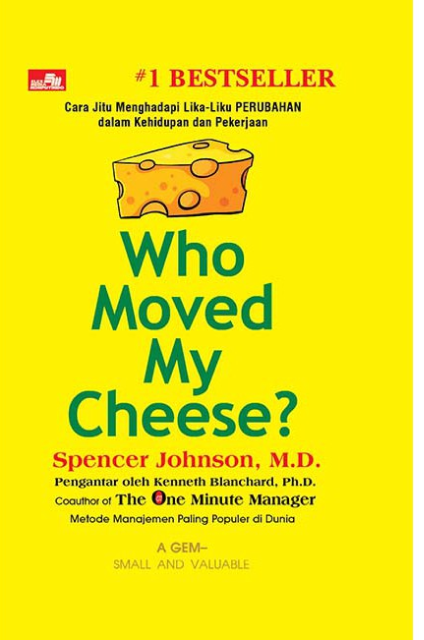 #1 BESTSELLER
Cara Jitu Menghadapi Lika-Liku PERUBAHAN
dalam Kehidupan dan Pekerjaan
Who
Moved
My
Cheese?
Spencer Johnson, M.D.
Pengantar oleh Kenneth Blanchard, Ph.D.
Coauthor of The One Minute Manager
Metode Manajemen Paling Populer di Dunia
A GEM–
SMALL AND VALUABLE